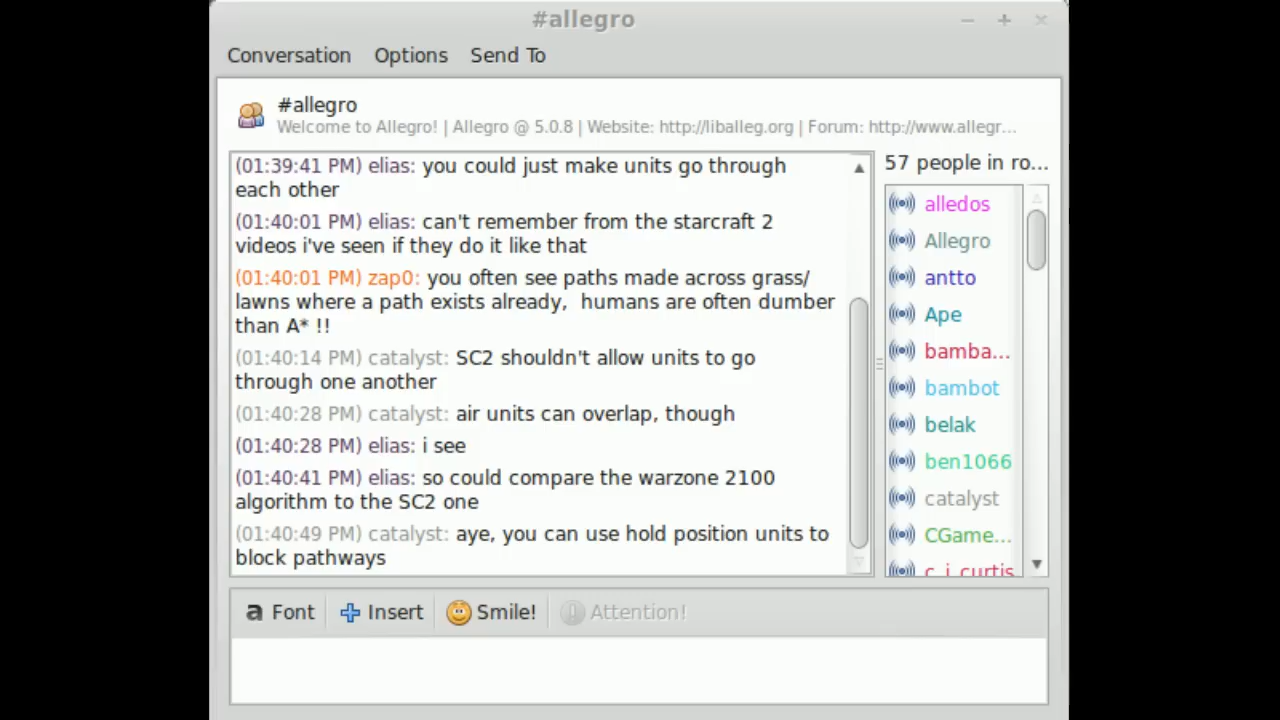 #allegro
Conversation Options Send To
#allegro
Welcome to Allegro! | Allegro @ 5.0.8 | Website: http://liballeg.org | Forum: http://www.allegr...
(01:39:41 PM) elias: you could just make units go through
each other
(01:40:01 PM) elias: can't remember from the starcraft 2
videos i've seen if they do it like that
(01:40:01 PM) zap0: you often see paths made across grass/
lawns where a path exists already,  humans are often dumber
than A* !!
(01:40:14 PM) catalyst: SC2 shouldn't allow units to go
through one another
(01:40:28 PM) catalyst: air units can overlap, though
(01:40:28 PM) elias: i see
(01:40:41 PM) elias: so could compare the warzone 2100
algorithm to the SC2 one
(01:40:49 PM) catalyst: aye, you can use hold position units to
block pathways
57 people in ro...
alledos
Allegro
antto
Ape
bamba...
bambot
belak
ben1066
catalyst
CGame...
c_j_curtis
a Font Insert Smile! Attention!